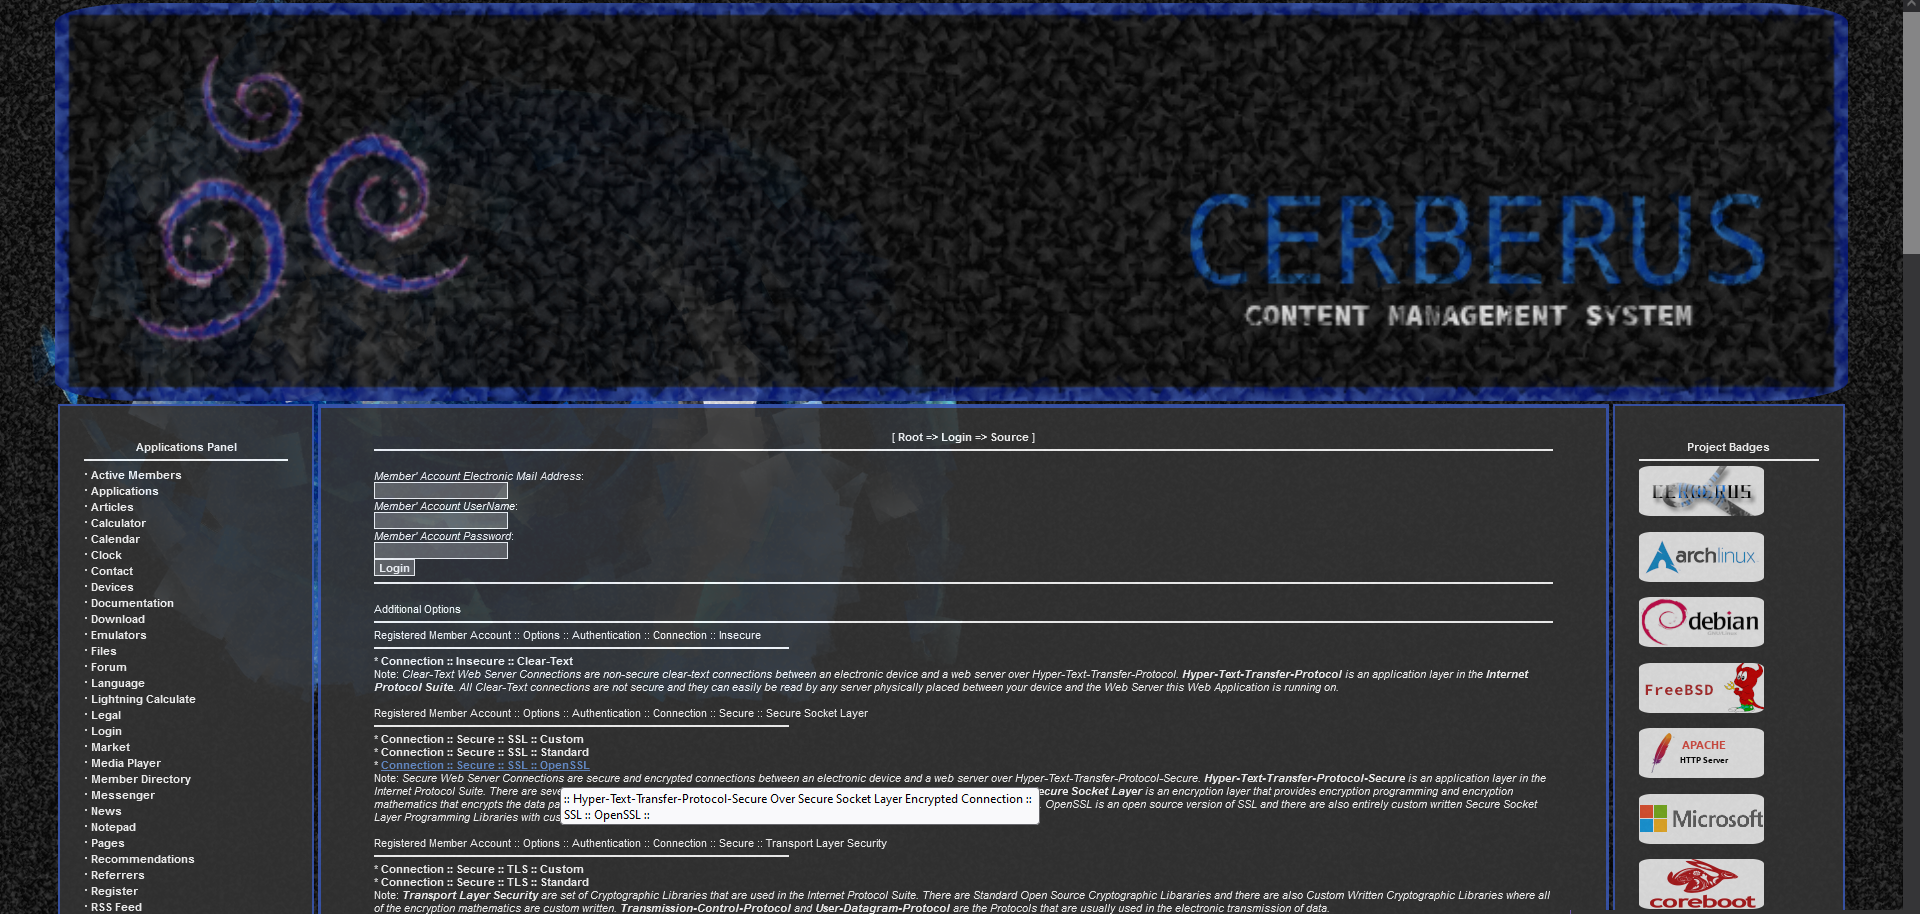 CERBERUS
CONTENT MANAGEMENT SYSTEM
Applications Panel
· Active Members
· Applications
· Articles
· Calculator
· Calendar
· Clock
· Contact
· Devices
· Documentation
· Download
· Emulators
· Files
· Forum
· Language
· Lightning Calculate
· Legal
· Login
· Market
· Media Player
· Member Directory
· Messenger
· News
· Notepad
· Pages
· Recommendations
· Referrers
· Register
· RSS Feed
[ Root => Login => Source ]
Member' Account Electronic Mail Address:
Member' Account UserName:
Member' Account Password:
Login
Additional Options
Registered Member Account :: Options :: Authentication :: Connection :: Insecure
* Connection :: Insecure :: Clear-Text
Note: Clear-Text Web Server Connections are non-secure clear-text connections between an electronic device and a web server over Hyper-Text-Transfer-Protocol. Hyper-Text-Transfer-Protocol is an application layer in the Internet
Protocol Suite. All Clear-Text connections are not secure and they can easily be read by any server physically placed between your device and the Web Server this Web Application is running on.
Registered Member Account :: Options :: Authentication :: Connection :: Secure :: Secure Socket Layer
* Connection :: Secure :: SSL :: Custom
* Connection :: Secure :: SSL :: Standard
* Connection :: Secure :: SSL :: OpenSSL
Note: Secure Web Server Connections are secure and encrypted connections between an electronic device and a web server over Hyper-Text-Transfer-Protocol-Secure. Hyper-Text-Transfer-Protocol-Secure is an application layer in the
Internet Protocol Suite. There are seve ecure Socket Layer is an encryption layer that provides encryption programming and encryption
mathematics that encrypts the data pa . OpenSSL is an open source version of SSL and there are also entirely custom written Secure Socket
Layer Programming Libraries with cus
:: Hyper-Text-Transfer-Protocol-Secure Over Secure Socket Layer Encrypted Connection ::
SSL :: OpenSSL ::
Registered Member Account :: Options :: Authentication :: Connection :: Secure :: Transport Layer Security
* Connection :: Secure :: TLS :: Custom
* Connection :: Secure :: TLS :: Standard
Note: Transport Layer Security are set of Cryptographic Libraries that are used in the Internet Protocol Suite. There are Standard Open Source Cryptographic Libararies and there are also Custom Written Cryptographic Libraries where all
of the encryption mathematics are custom written. Transmission-Control-Protocol and User-Datagram-Protocol are the Protocols that are usually used in the electronic transmission of data.
Project Badges
CERBERUS
archlinux
debian
FreeBSD
APACHE
HTTP Server
Microsoft
coreboot